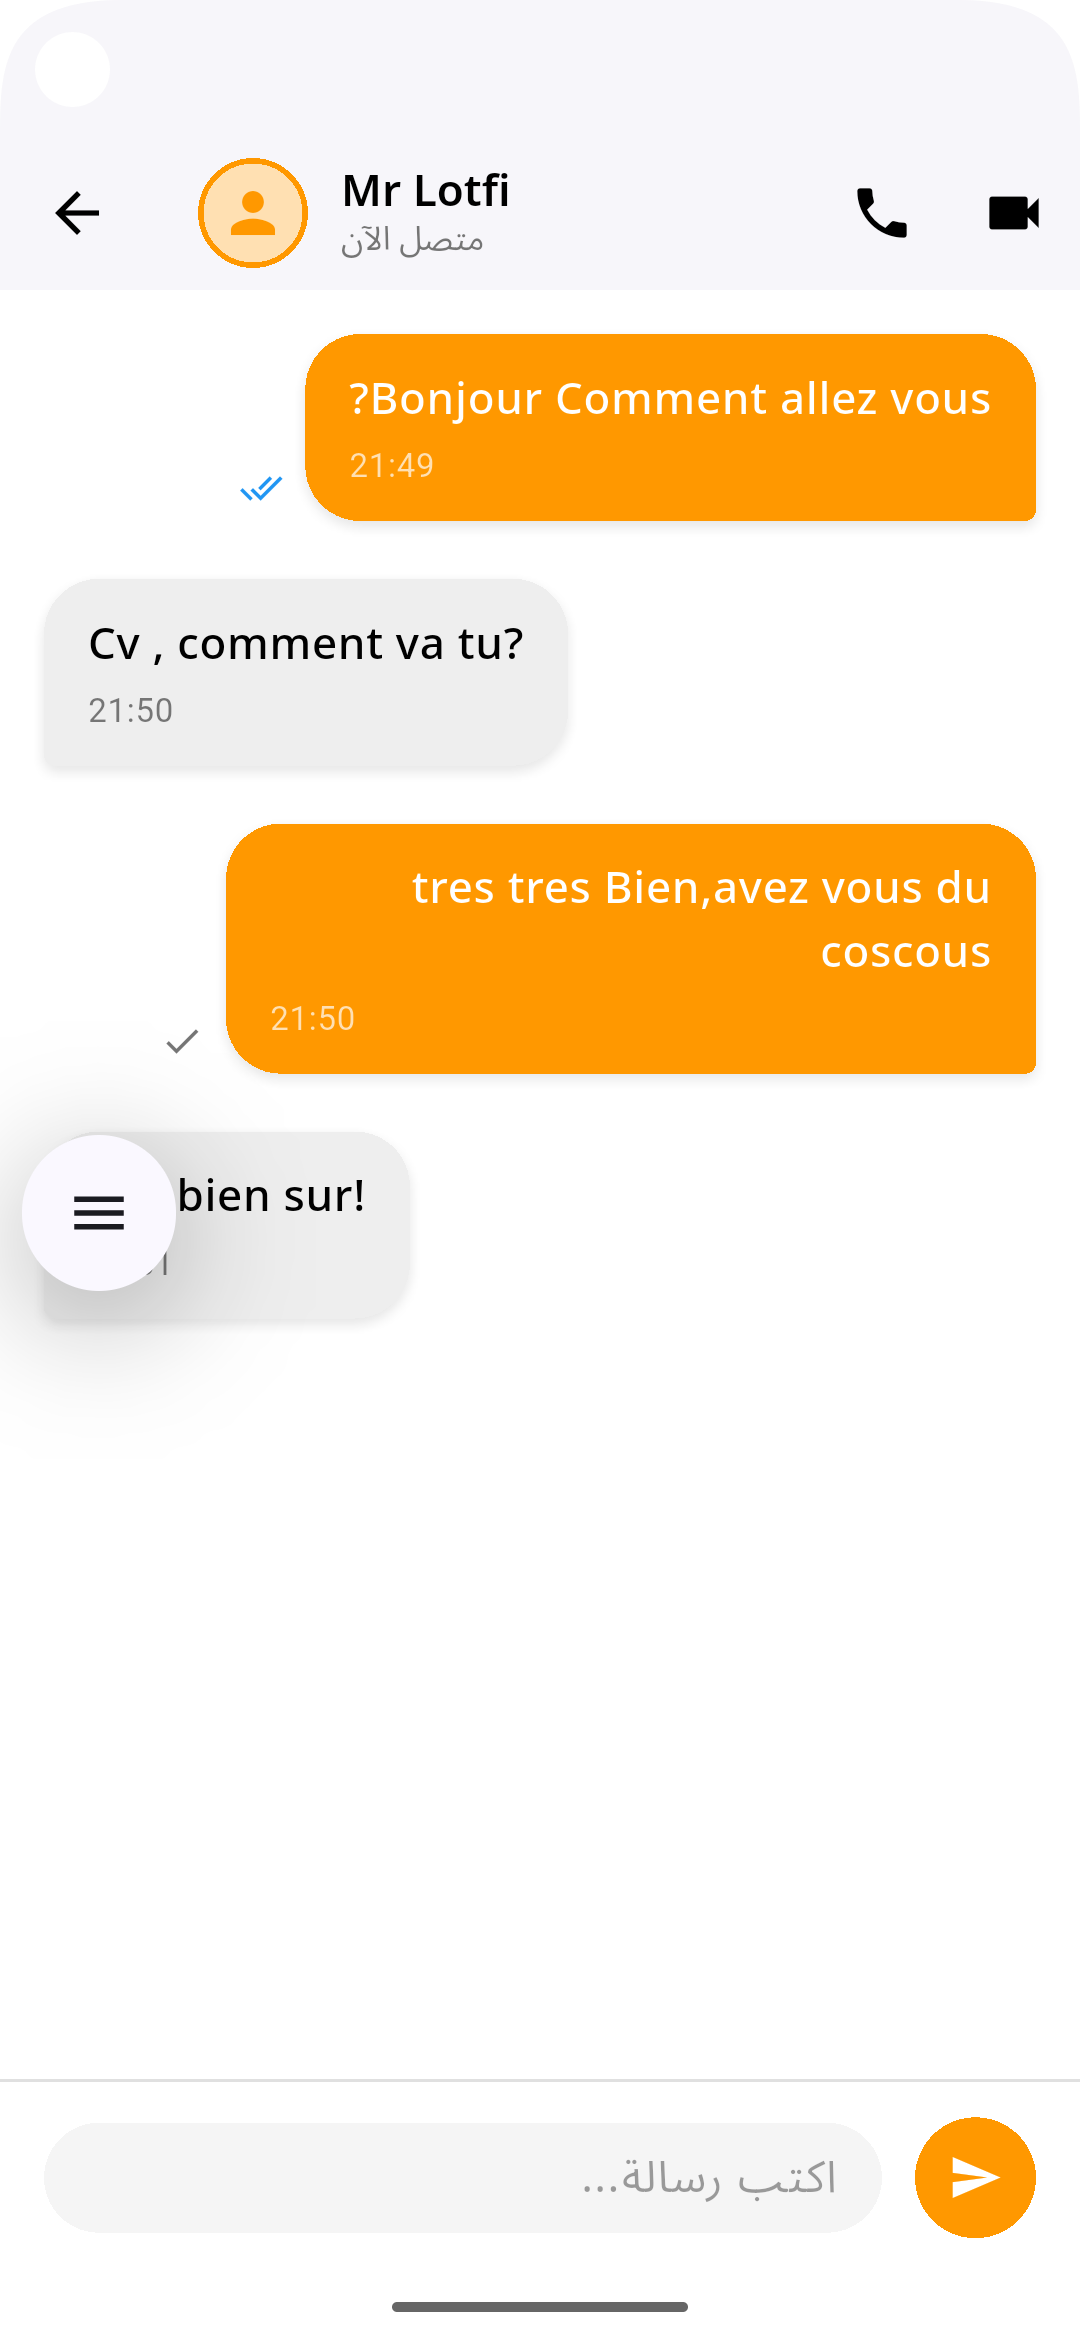 Mr Lotfi
متصل الآن
?Bonjour Comment allez vous
21:49
Cv , comment va tu?
21:50
tres tres Bien,avez vous du
coscous
21:50
bien sur!
اكتب رسالة...